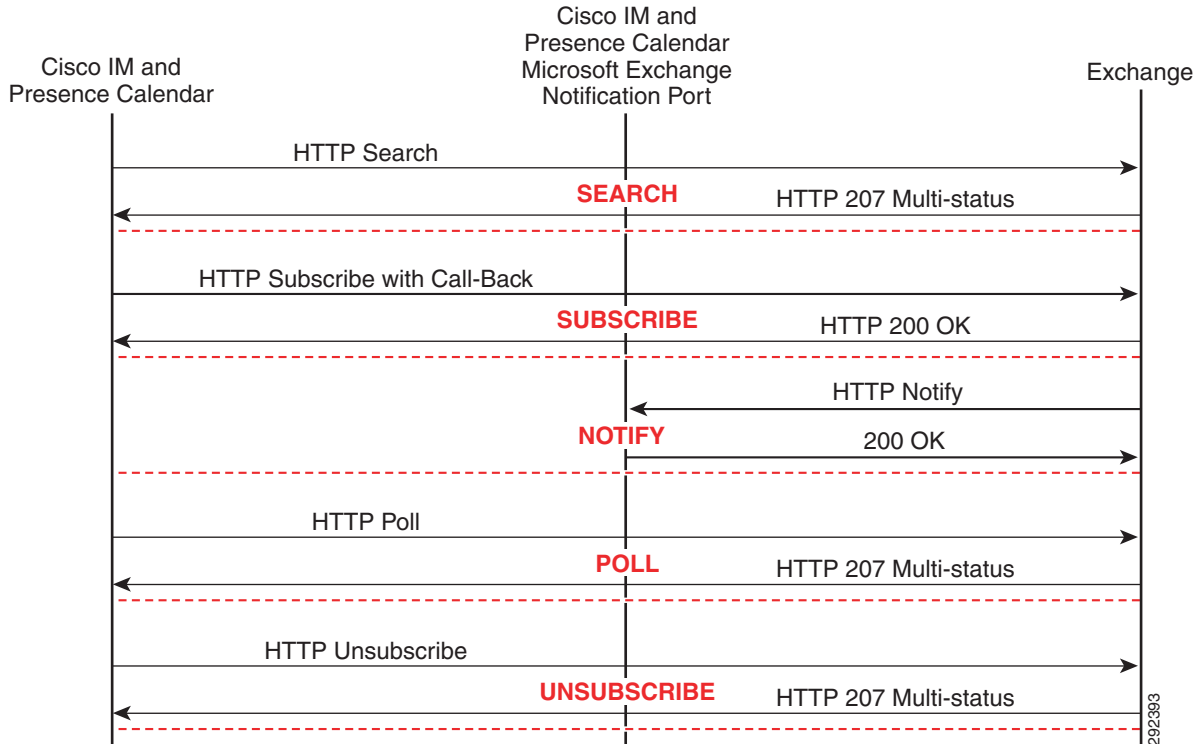 Cisco IM and
Presence Calendar
Cisco IM and
Presence Calendar
Microsoft Exchange
Notification Port
Exchange
HTTP Search
SEARCH
HTTP 207 Multi-status
HTTP Subscribe with Call-Back
SUBSCRIBE
HTTP 200 OK
HTTP Notify
NOTIFY
200 OK
HTTP Poll
POLL
HTTP 207 Multi-status
HTTP Unsubscribe
UNSUBSCRIBE
HTTP 207 Multi-status
292393